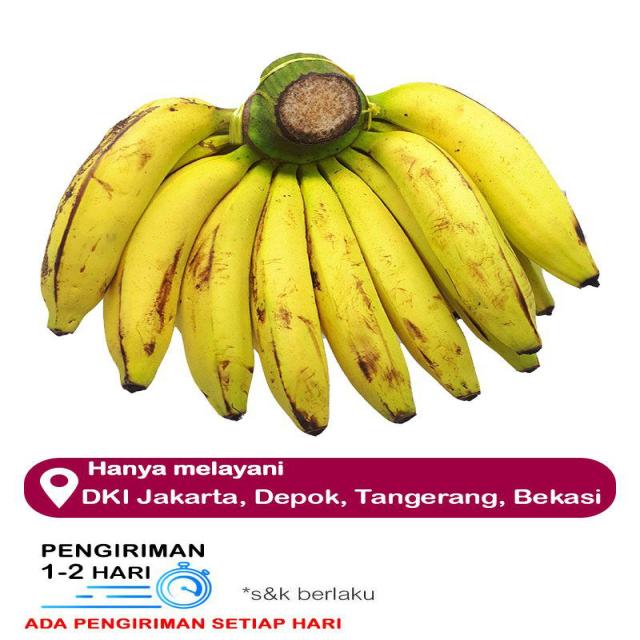 Hanya melayani
DKI Jakarta, Depok, Tangerang, Bekasi
PENGIRIMAN
1-2 HARI
*s&k berlaku
ADA PENGIRIMAN SETIAP HARI